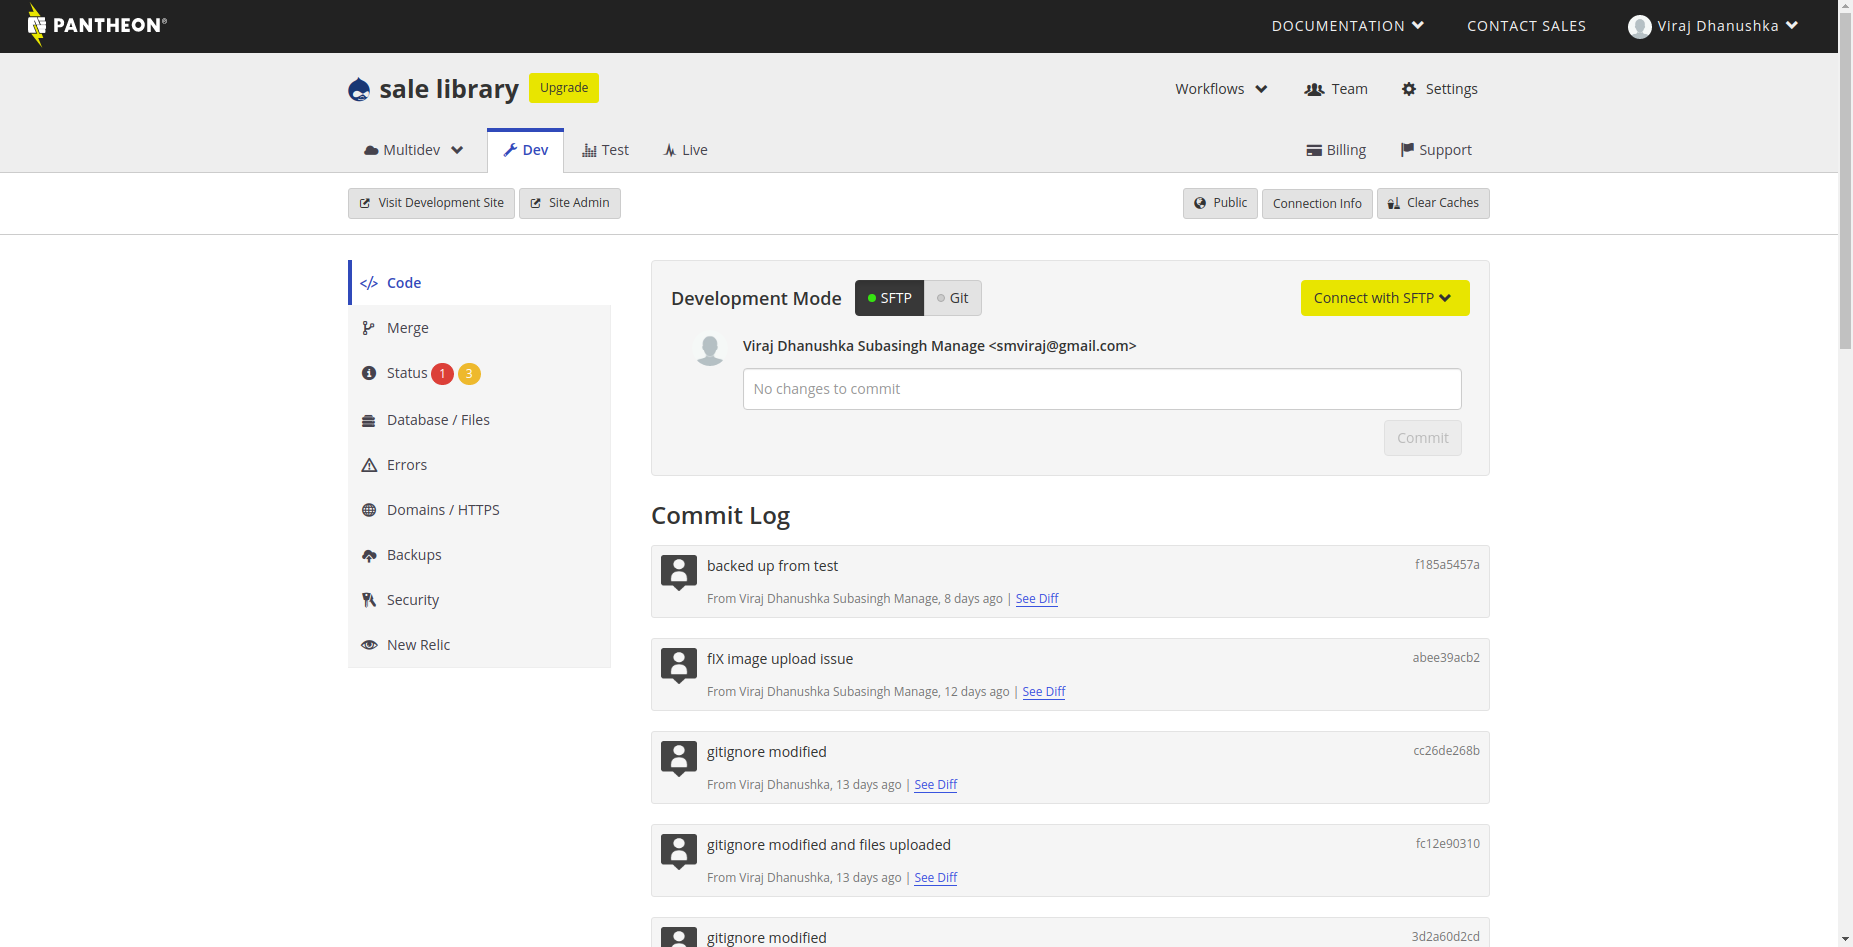 PANTHEON®
DOCUMENTATION
CONTACT SALES
Viraj Dhanushka
sale library
Upgrade
Workflows
Team
Settings
Multidev
Dev
Test
Live
Billing
Support
Visit Development Site
Site Admin
Public
Connection Info
Clear Caches
</> Code
Merge
Status 1 3
Database / Files
Errors
Domains / HTTPS
Backups
Security
New Relic
Development Mode
SFTP
Git
Connect with SFTP
Viraj Dhanushka Subasingh Manage <smviraj@gmail.com>
No changes to commit
Commit
Commit Log
backed up from test
f185a5457a
From Viraj Dhanushka Subasingh Manage, 8 days ago | See Diff
fIX image upload issue
abee39acb2
From Viraj Dhanushka Subasingh Manage, 12 days ago | See Diff
gitignore modified
cc26de268b
From Viraj Dhanushka, 13 days ago | See Diff
gitignore modified and files uploaded
fc12e90310
From Viraj Dhanushka, 13 days ago | See Diff
gitignore modified
3d2a60d2cd